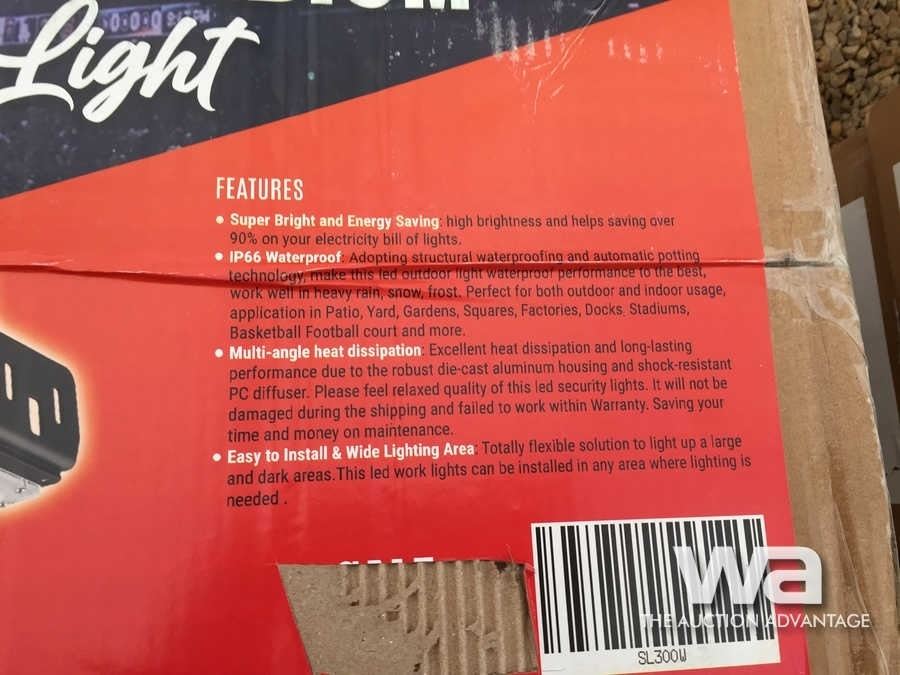 Light
FEATURES
• Super Bright and Energy Saving: high brightness and helps saving over
90% on your electricity bill of lights.
• IP66 Waterproof: Adopting structural waterproofing and automatic potting
technology, make this led outdoor light waterproof performance to the best,
work well in heavy rain, snow, frost. Perfect for both outdoor and indoor usage,
application in Patio, Yard, Gardens, Squares, Factories, Docks, Stadiums,
Basketball Football court and more.
• Multi-angle heat dissipation: Excellent heat dissipation and long-lasting
performance due to the robust die-cast aluminum housing and shock-resistant
PC diffuser. Please feel relaxed quality of this led security lights. It will not be
damaged during the shipping and failed to work within Warranty. Saving your
time and money on maintenance.
• Easy to Install & Wide Lighting Area: Totally flexible solution to light up a large
and dark areas.This led work lights can be installed in any area where lighting is
needed .
SL300W
wa
THE AUCTION ADVANTAGE